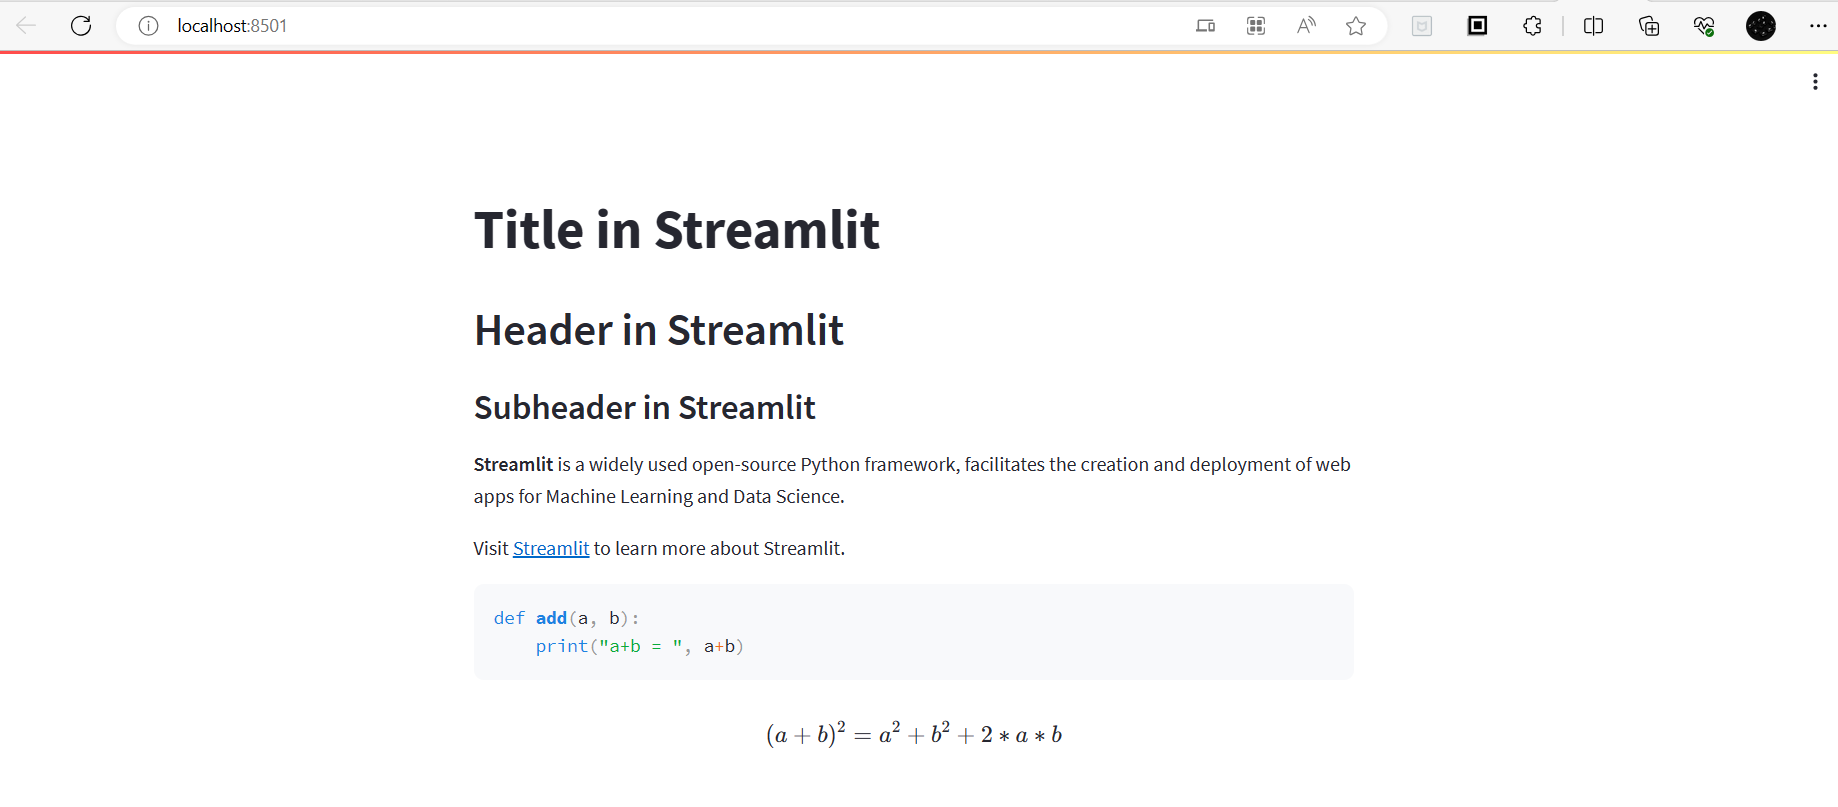 localhost:8501
Title in Streamlit
Header in Streamlit
Subheader in Streamlit
Streamlit is a widely used open-source Python framework, facilitates the creation and deployment of web
apps for Machine Learning and Data Science.
Visit Streamlit to learn more about Streamlit.
def add(a, b):
    print("a+b = ", a+b)
(a + b)² = a² + b² + 2 ∗ a ∗ b